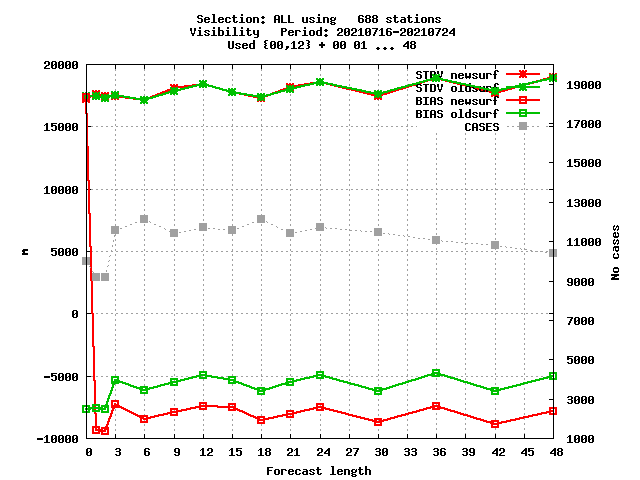 Selection: ALL using   688 stations
Visibility   Period: 20210716-20210724
Used {00,12} + 00 01 ... 48
20000
15000
10000
5000
0
-5000
-10000
m
STDV newsurf
STDV oldsurf
BIAS newsurf
BIAS oldsurf
CASES
19000
17000
15000
13000
11000
9000
7000
5000
3000
1000
No cases
0 3 6 9 12 15 18 21 24 27 30 33 36 39 42 45 48
Forecast length